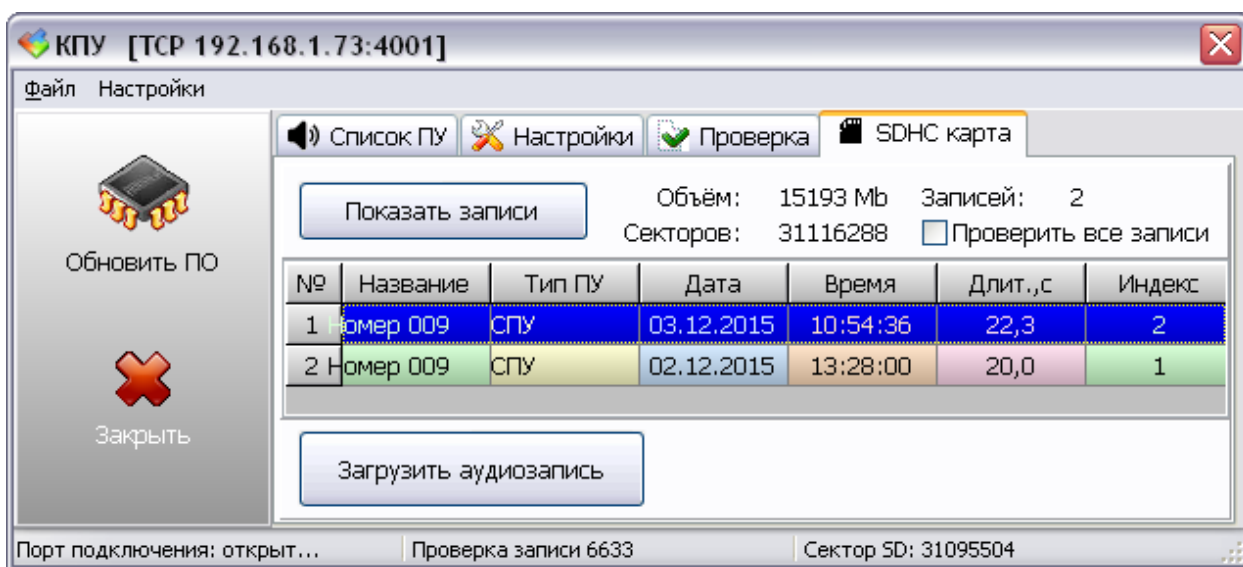 КПУ [TCP 192.168.1.73:4001]
Файл Настройки
Список ПУ Настройки Проверка SDHC карта
Обновить ПО
Закрыть
Показать записи
Объём: 15193 Mb Записей: 2
Секторов: 31116288 Проверить все записи
№ Название Тип ПУ Дата Время Длит.,с Индекс
1 Номер 009 СПУ 03.12.2015 10:54:36 22,3 2
2 Номер 009 СПУ 02.12.2015 13:28:00 20,0 1
Загрузить аудиозапись
Порт подключения: открыт... Проверка записи 6633 Сектор SD: 31095504